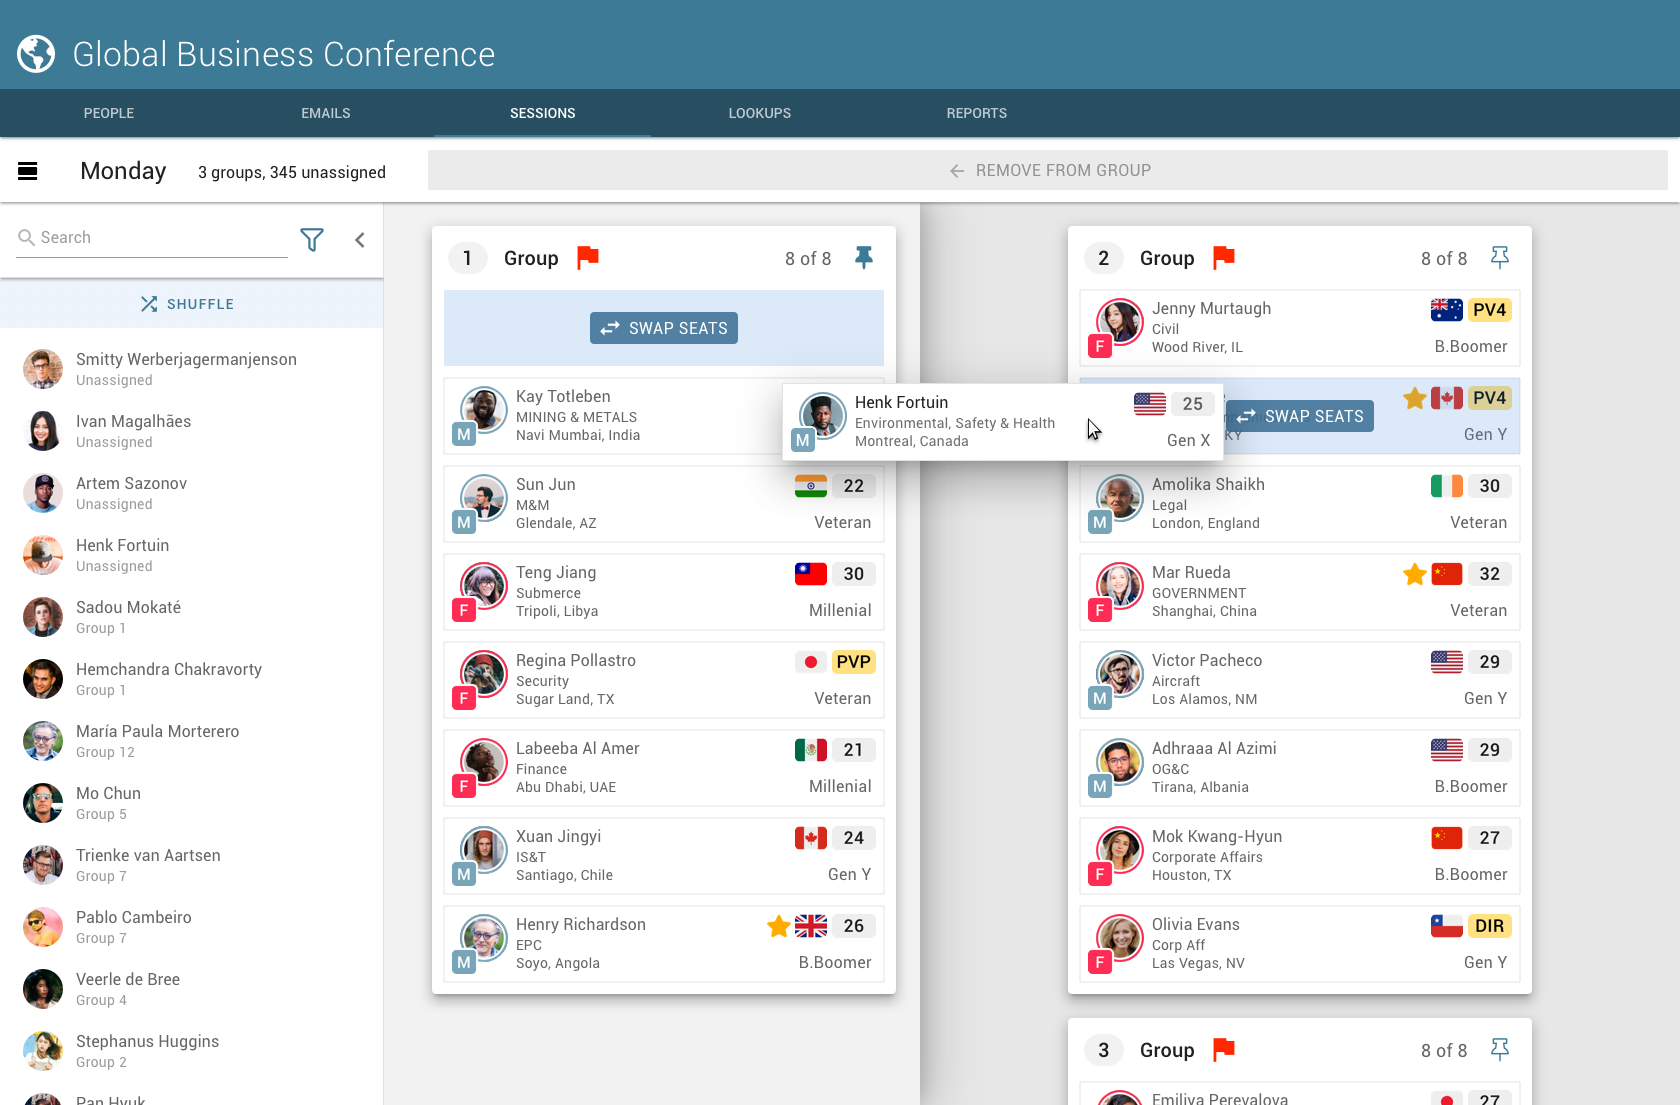 Global Business Conference
PEOPLE
EMAILS
SESSIONS
LOOKUPS
REPORTS
Monday
3 groups, 345 unassigned
REMOVE FROM GROUP
Search
SHUFFLE
Smitty Werberjagermanjenson
Unassigned
Ivan Magalhães
Unassigned
Artem Sazonov
Unassigned
Henk Fortuin
Unassigned
Sadou Mokaté
Group 1
Hemchandra Chakravorty
Group 1
María Paula Morterero
Group 12
Mo Chun
Group 5
Trienke van Aartsen
Group 7
Pablo Cambeiro
Group 7
Veerle de Bree
Group 4
Stephanus Huggins
Group 2
Pan Hyuk
1 Group 8 of 8
SWAP SEATS
Kay Totleben
MINING & METALS
M
Navi Mumbai, India
Henk Fortuin 25
Environmental, Safety & Health
M
Montreal, Canada Gen X
Sun Jun 22
M&M
M
Glendale, AZ Veteran
Teng Jiang 30
Submerce
F
Tripoli, Libya Millenial
Regina Pollastro PVP
Security
F
Sugar Land, TX Veteran
Labeeba Al Amer 21
Finance
F
Abu Dhabi, UAE Millenial
Xuan Jingyi 24
IS&T
M
Santiago, Chile Gen Y
Henry Richardson 26
EPC
M
Soyo, Angola B.Boomer
2 Group 8 of 8
Jenny Murtaugh PV4
Civil
F
Wood River, IL B.Boomer
PV4
SWAP SEATS
KY Gen Y
Amolika Shaikh 30
Legal
M
London, England Veteran
Mar Rueda 32
GOVERNMENT
F
Shanghai, China Veteran
Victor Pacheco 29
Aircraft
M
Los Alamos, NM Gen Y
Adhraaa Al Azimi 29
OG&C
M
Tirana, Albania B.Boomer
Mok Kwang-Hyun 27
Corporate Affairs
F
Houston, TX B.Boomer
Olivia Evans DIR
Corp Aff
F
Las Vegas, NV Gen Y
3 Group 8 of 8
Emiliya Perevalova 27